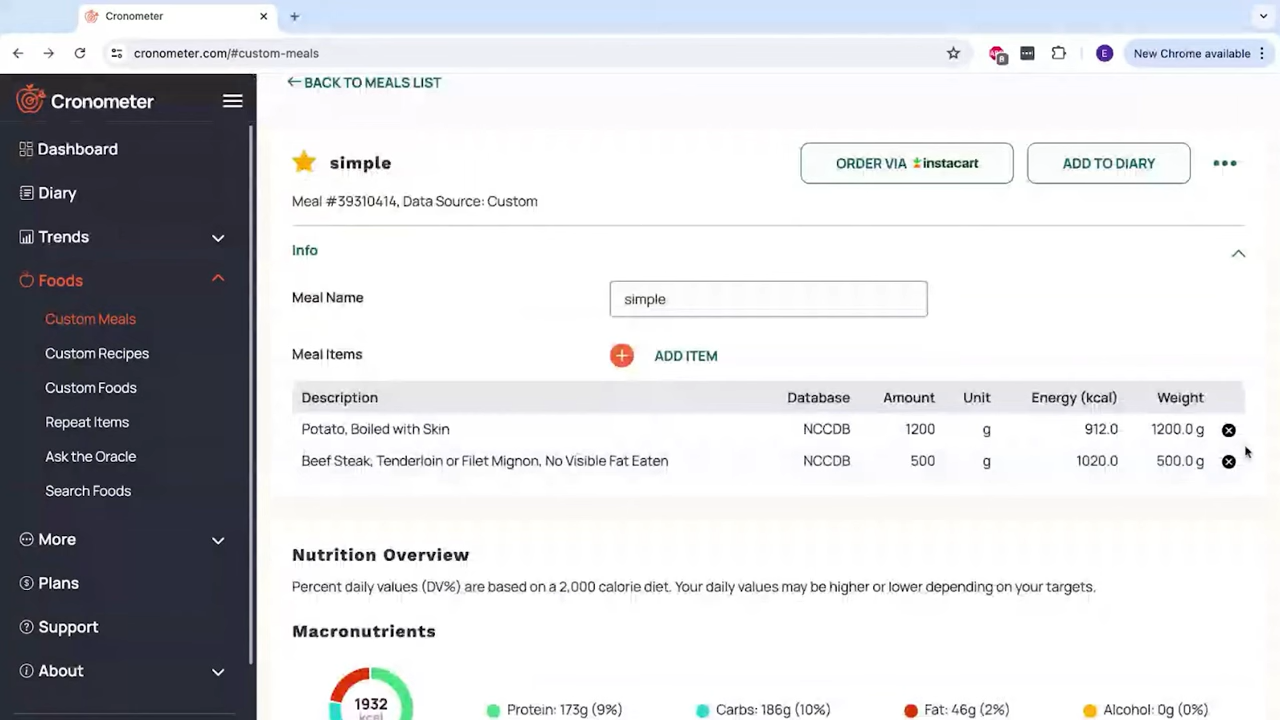 Cronometer
cronometer.com/#custom-meals
B
E
New Chrome available
Cronometer
Dashboard
Diary
Trends
Foods
Custom Meals
Custom Recipes
Custom Foods
Repeat Items
Ask the Oracle
Search Foods
More
Plans
Support
About
BACK TO MEALS LIST
simple
ORDER VIA instacart
ADD TO DIARY
Meal #39310414, Data Source: Custom
Info
Meal Name
simple
Meal Items
ADD ITEM
Description Database Amount Unit Energy (kcal) Weight
Potato, Boiled with Skin NCCDB 1200 g 912.0 1200.0 g
Beef Steak, Tenderloin or Filet Mignon, No Visible Fat Eaten NCCDB 500 g 1020.0 500.0 g
Nutrition Overview
Percent daily values (DV%) are based on a 2,000 calorie diet. Your daily values may be higher or lower depending on your targets.
Macronutrients
1932
kcal
Protein: 173g (9%) Carbs: 186g (10%) Fat: 46g (2%) Alcohol: 0g (0%)